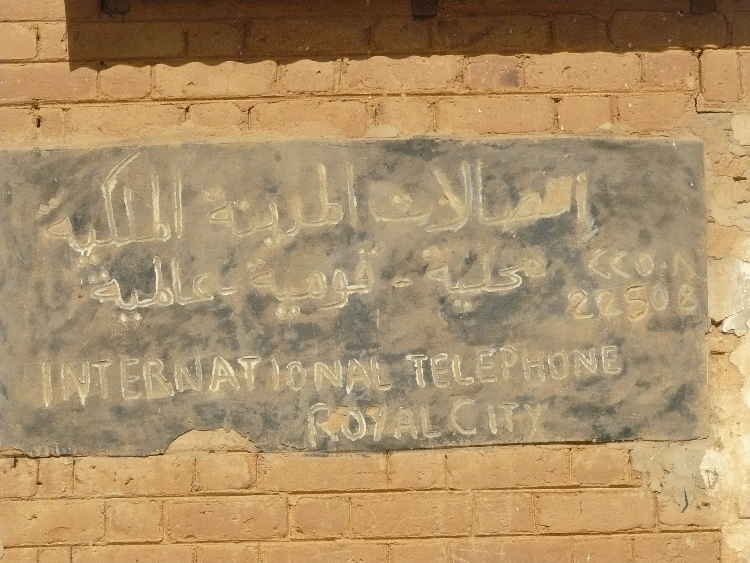 اتصالات المدينة الملكية
محلية - قومية - عالمية
٢٢٥٠٨
22508
INTERNATIONAL TELEPHONE
ROYAL CITY